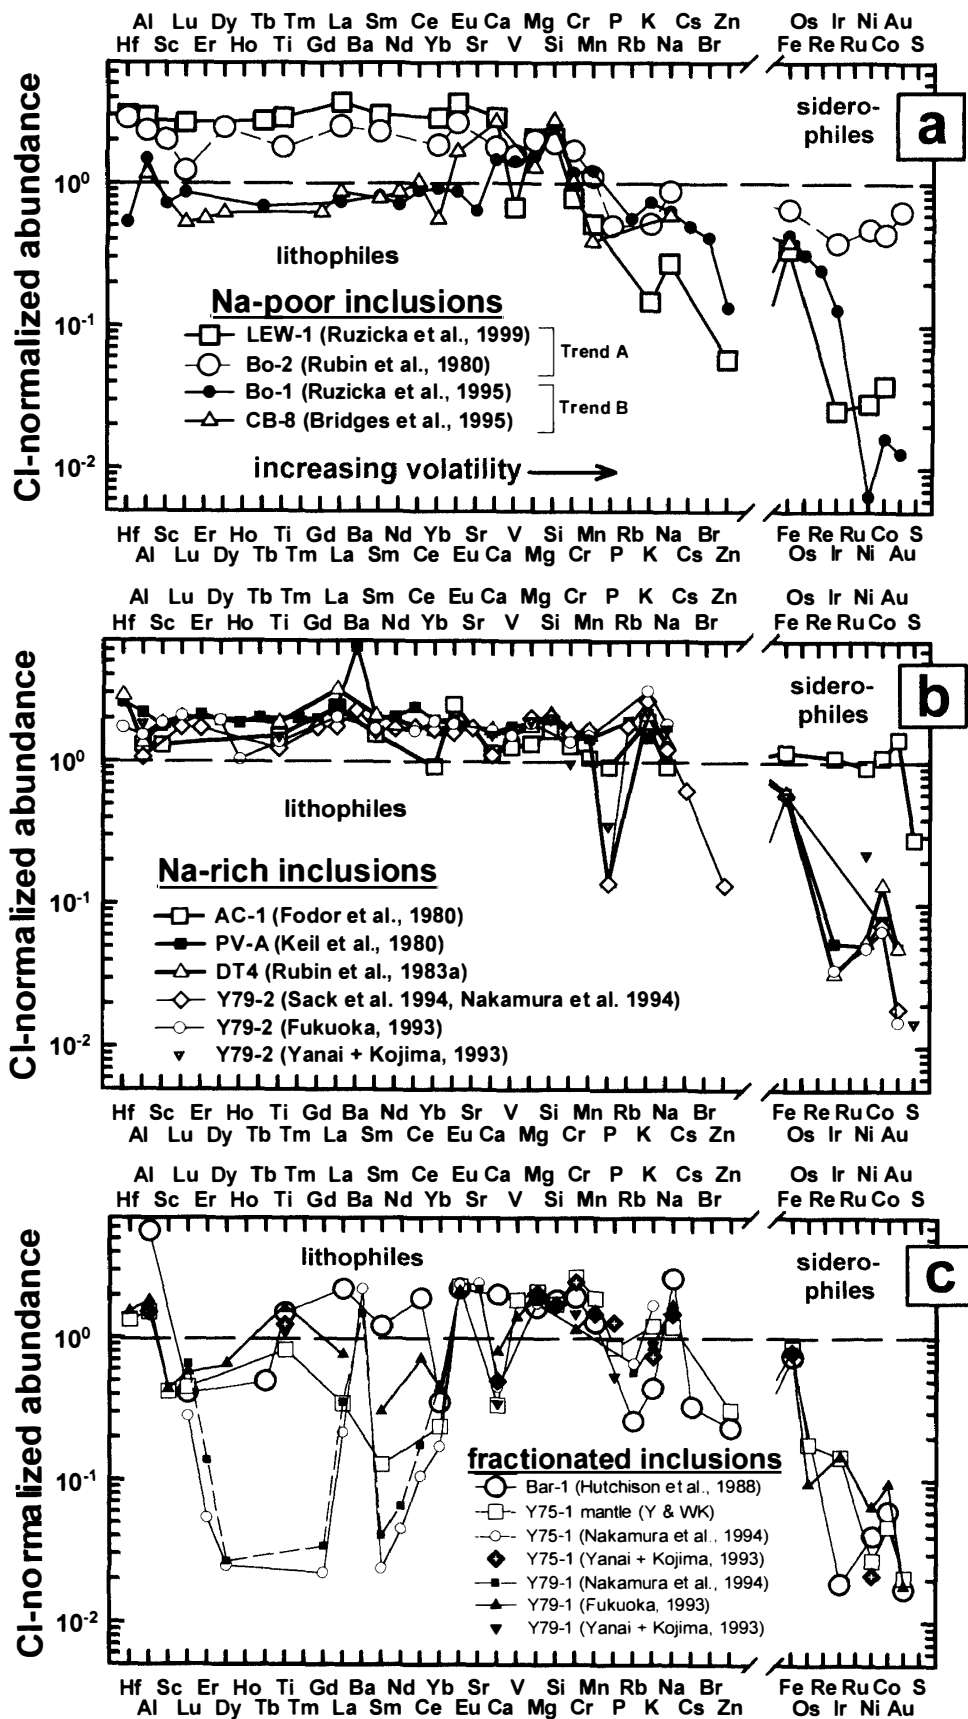 Al Lu Dy Tb Tm La Sm Ce Eu Ca Mg Cr P K Cs Zn Os Ir Ni Au
Hf Sc Er Ho Ti Gd Ba Nd Yb Sr V Si Mn Rb Na Br Fe Re Ru Co S
CI-normalized abundance
sidero-
philes
a
10⁰
lithophiles
Na-poor inclusions
LEW-1 (Ruzicka et al., 1999)
Bo-2 (Rubin et al., 1980)
Trend A
10⁻¹
Bo-1 (Ruzicka et al., 1995)
CB-8 (Bridges et al., 1995)
Trend B
10⁻²
increasing volatility
Hf Sc Er Ho Ti Gd Ba Nd Yb Sr V Si Mn Rb Na Br Fe Re Ru Co S
Al Lu Dy Tb Tm La Sm Ce Eu Ca Mg Cr P K Cs Zn Os Ir Ni Au
Al Lu Dy Tb Tm La Sm Ce Eu Ca Mg Cr P K Cs Zn Os Ir Ni Au
Hf Sc Er Ho Ti Gd Ba Nd Yb Sr V Si Mn Rb Na Br Fe Re Ru Co S
CI-normalized abundance
sidero-
philes
b
10⁰
lithophiles
Na-rich inclusions
10⁻¹
AC-1 (Fodor et al., 1980)
PV-A (Keil et al., 1980)
DT4 (Rubin et al., 1983a)
Y79-2 (Sack et al. 1994, Nakamura et al. 1994)
Y79-2 (Fukuoka, 1993)
10⁻²
Y79-2 (Yanai + Kojima, 1993)
Hf Sc Er Ho Ti Gd Ba Nd Yb Sr V Si Mn Rb Na Br Fe Re Ru Co S
Al Lu Dy Tb Tm La Sm Ce Eu Ca Mg Cr P K Cs Zn Os Ir Ni Au
Al Lu Dy Tb Tm La Sm Ce Eu Ca Mg Cr P K Cs Zn Os Ir Ni Au
Hf Sc Er Ho Ti Gd Ba Nd Yb Sr V Si Mn Rb Na Br Fe Re Ru Co S
CI-normalized abundance
lithophiles
sidero-
philes
c
10⁰
fractionated inclusions
10⁻¹
Bar-1 (Hutchison et al., 1988)
Y75-1 mantle (Y & WK)
Y75-1 (Nakamura et al., 1994)
Y75-1 (Yanai + Kojima, 1993)
Y79-1 (Nakamura et al., 1994)
Y79-1 (Fukuoka, 1993)
10⁻²
Y79-1 (Yanai + Kojima, 1993)
Hf Sc Er Ho Ti Gd Ba Nd Yb Sr V Si Mn Rb Na Br Fe Re Ru Co S
Al Lu Dy Tb Tm La Sm Ce Eu Ca Mg Cr P K Cs Zn Os Ir Ni Au